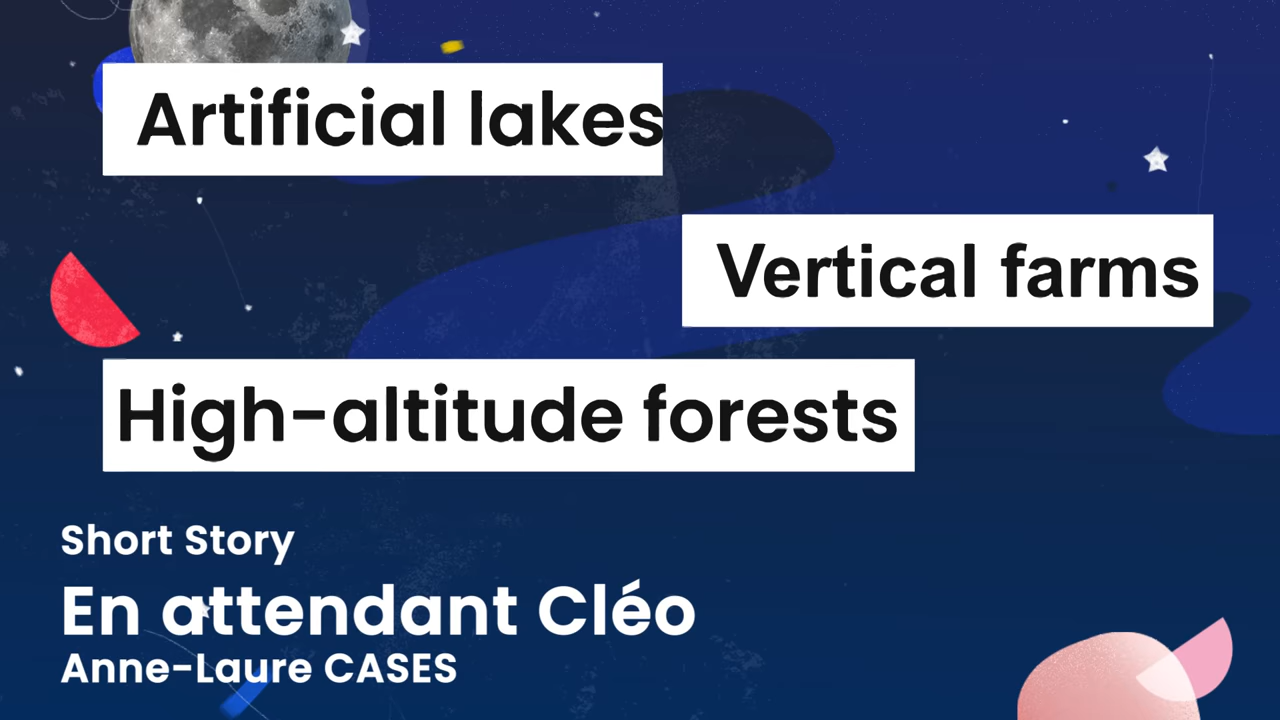 Artificial lakes
Vertical farms
High-altitude forests
Short Story
En attendant Cléo
Anne-Laure CASES